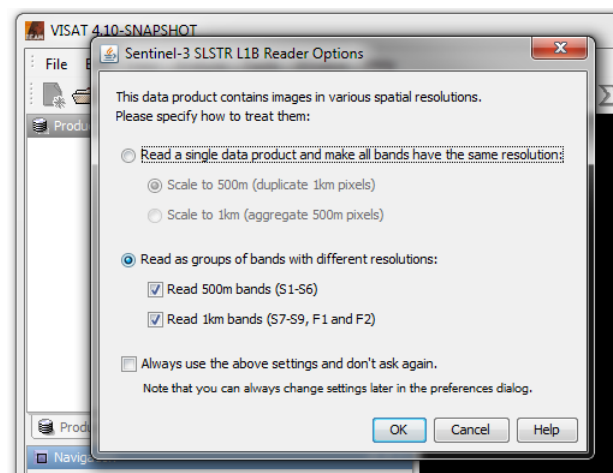 VISAT 4.10-SNAPSHOT
Sentinel-3 SLSTR L1B Reader Options
File
This data product contains images in various spatial resolutions.
Please specify how to treat them:
Read a single data product and make all bands have the same resolution:
Scale to 500m (duplicate 1km pixels)
Scale to 1km (aggregate 500m pixels)
Read as groups of bands with different resolutions:
Read 500m bands (S1-S6)
Read 1km bands (S7-S9, F1 and F2)
Always use the above settings and don't ask again.
Note that you can always change settings later in the preferences dialog.
OK Cancel Help